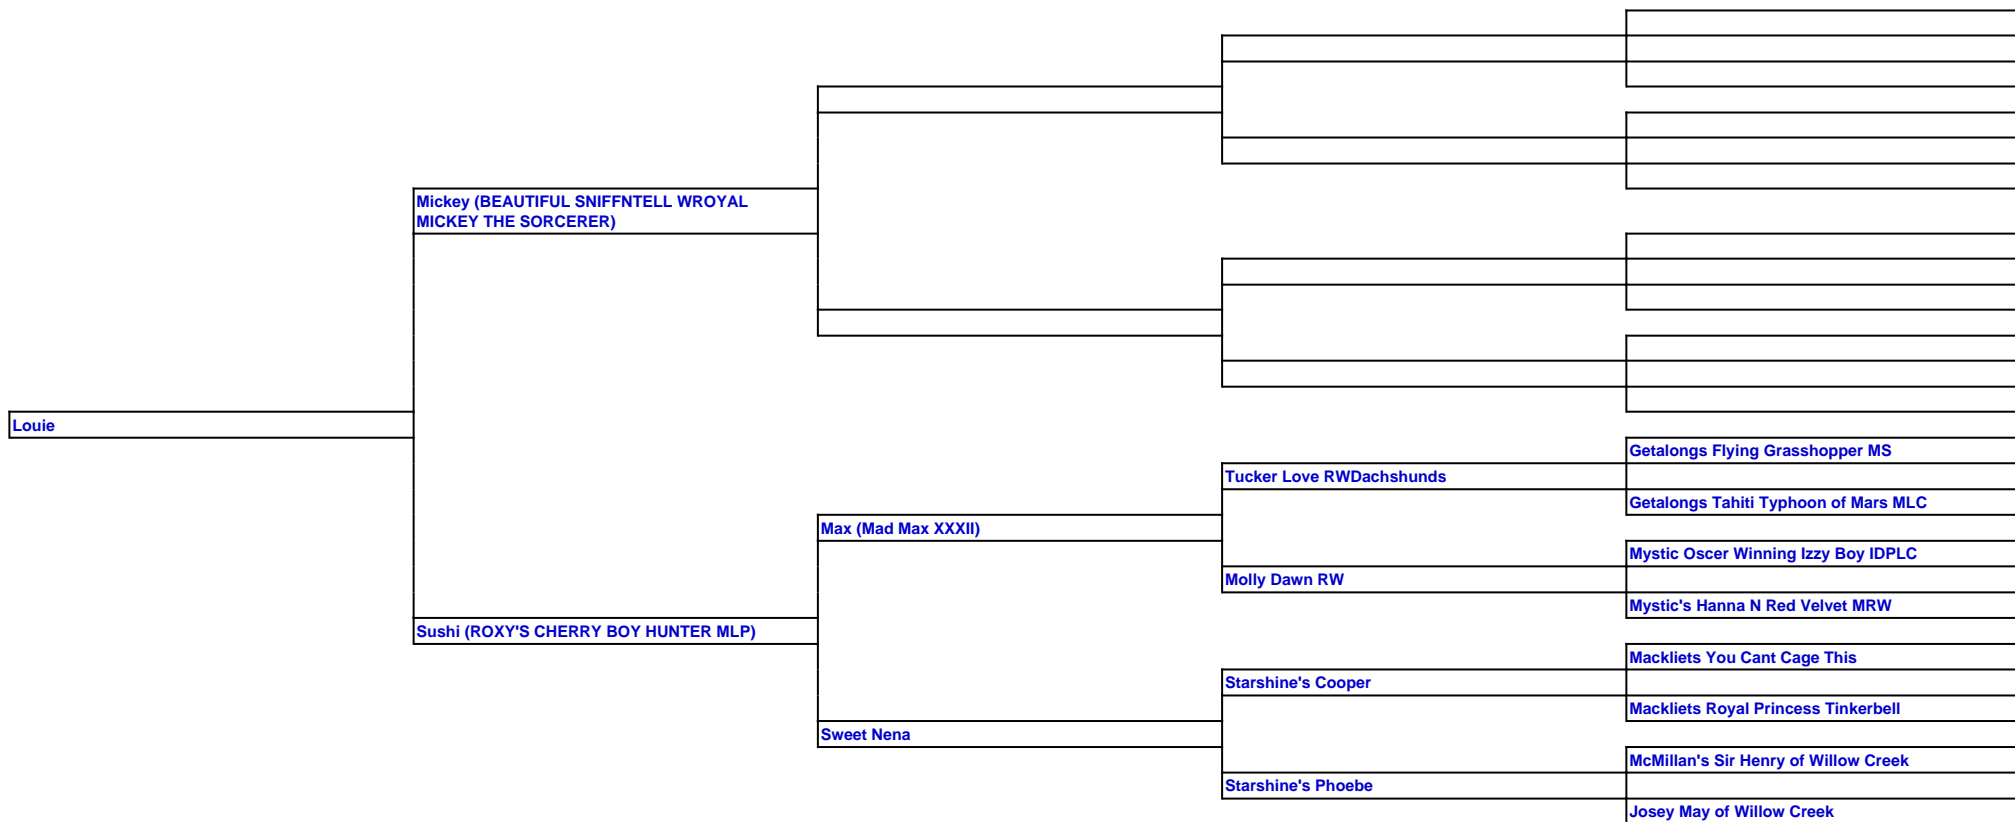 Mickey (BEAUTIFUL SNIFFNTELL WROYAL
MICKEY THE SORCERER)
Louie
Getalongs Flying Grasshopper MS
Tucker Love RWDachshunds
Getalongs Tahiti Typhoon of Mars MLC
Max (Mad Max XXXII)
Mystic Oscer Winning Izzy Boy IDPLC
Molly Dawn RW
Mystic's Hanna N Red Velvet MRW
Sushi (ROXY'S CHERRY BOY HUNTER MLP)
Mackliets You Cant Cage This
Starshine's Cooper
Mackliets Royal Princess Tinkerbell
Sweet Nena
McMillan's Sir Henry of Willow Creek
Starshine's Phoebe
Josey May of Willow Creek